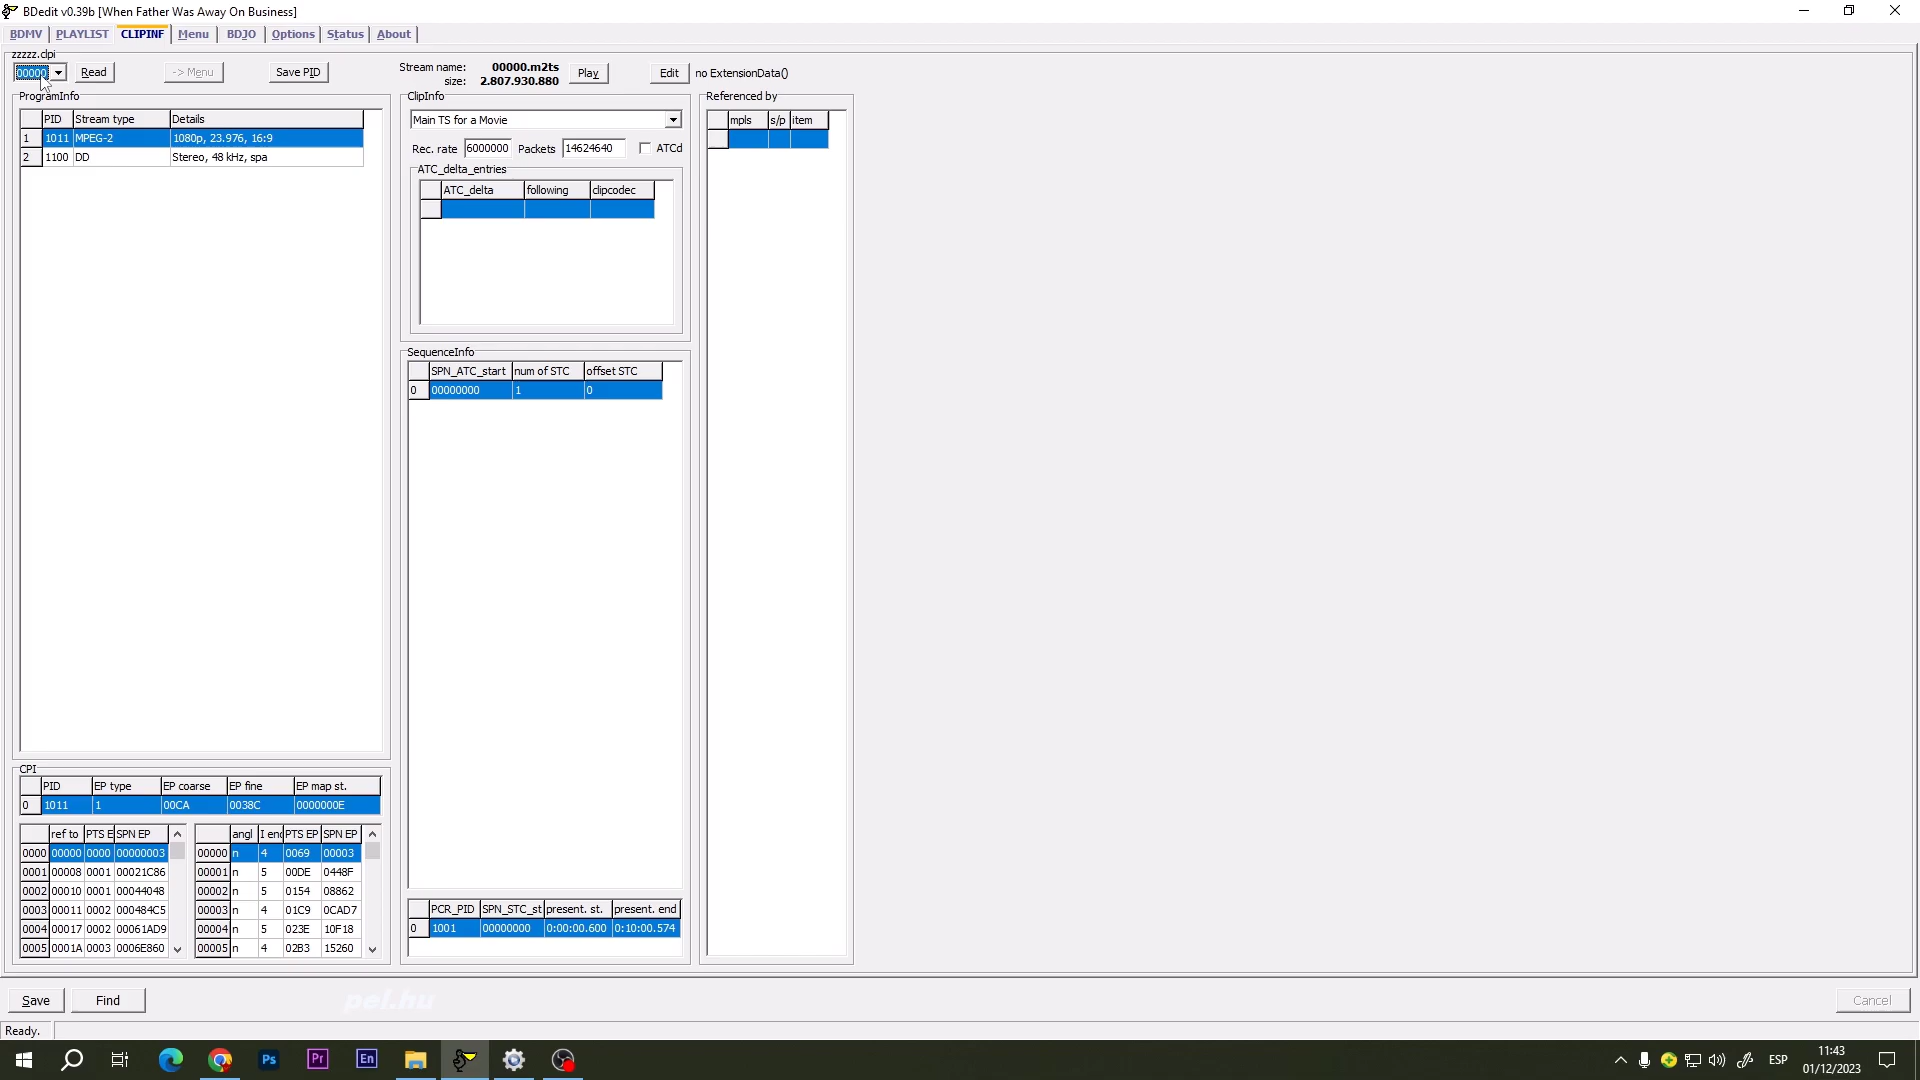 BDedit v0.39b [When Father Was Away On Business]
BDMV PLAYLIST CLIPINF Menu BDJO Options Status About
zzzzz.clpi
00000 Read -> Menu Save PID Stream name: 00000.m2ts Play Edit no ExtensionData()
size: 2.807.930.880
ProgramInfo ClipInfo Referenced by
PID Stream type Details
1 1011 MPEG-2 1080p, 23.976, 16:9
2 1100 DD Stereo, 48 kHz, spa
Main TS for a Movie
Rec. rate 6000000 Packets 14624640 ATCd
ATC_delta_entries
ATC_delta following clipcodec
mpls s/p item
SequenceInfo
SPN_ATC_start num of STC offset STC
0 00000000 1 0
CPI
PID EP type EP coarse EP fine EP map st.
0 1011 1 00CA 0038C 0000000E
ref to PTS E SPN EP angl I end PTS EP SPN EP
0000 00000 0000 00000003 00000 n 4 0069 00003
0001 00008 0001 00021C86 00001 n 5 00DE 0448F
0002 00010 0001 00044048 00002 n 5 0154 08862
0003 00011 0002 000484C5 00003 n 4 01C9 0CAD7
0004 00017 0002 00061AD9 00004 n 5 023E 10F18
0005 0001A 0003 0006E860 00005 n 4 02B3 15260
PCR_PID SPN_STC_st present. st. present. end
0 1001 00000000 0:00:00.600 0:10:00.574
Save Find pel.hu Cancel
Ready.
Ps Pr En ESP 11:43
01/12/2023